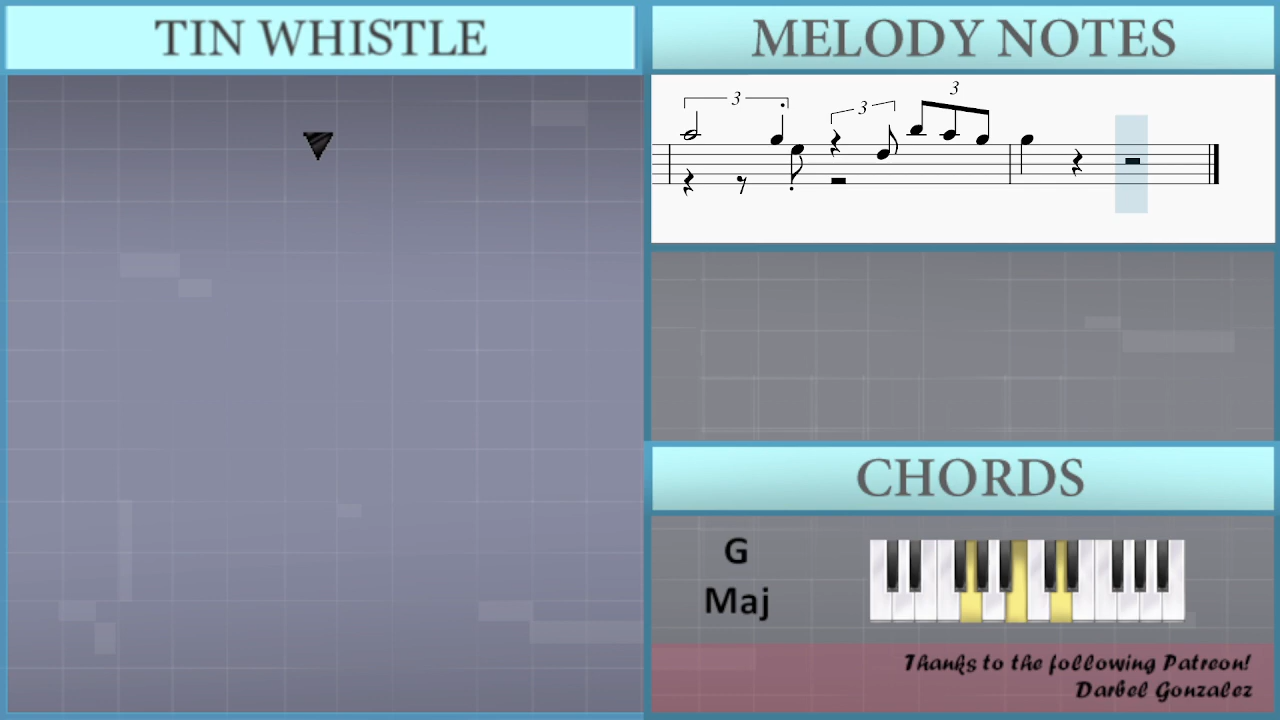 TIN WHISTLE
MELODY NOTES
3
3
3
CHORDS
G
Maj
Thanks to the following Patreon!
Darbel Gonzalez